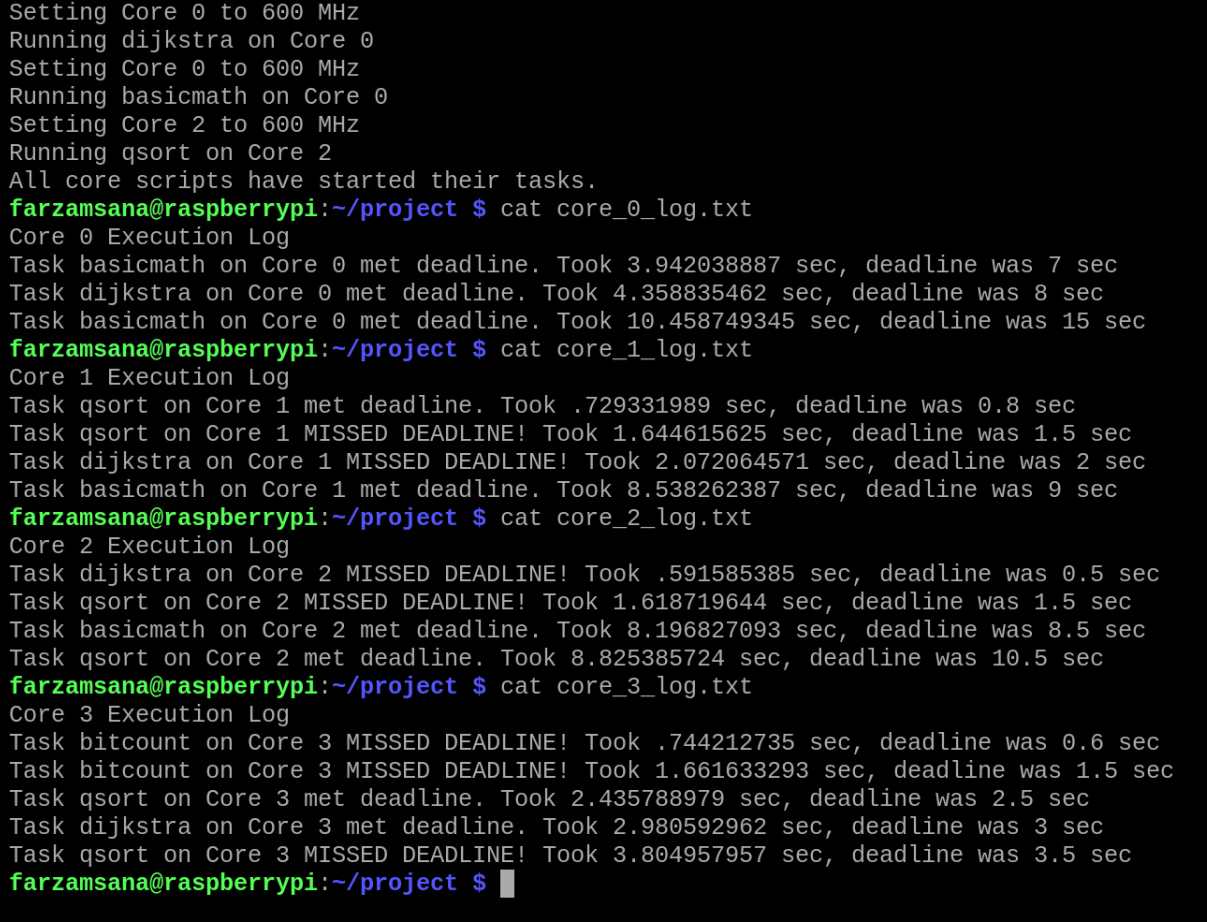 Setting Core 0 to 600 MHz
Running dijkstra on Core 0
Setting Core 0 to 600 MHz
Running basicmath on Core 0
Setting Core 2 to 600 MHz
Running qsort on Core 2
All core scripts have started their tasks.
farzamsana@raspberrypi:~/project $ cat core_0_log.txt
Core 0 Execution Log
Task basicmath on Core 0 met deadline. Took 3.942038887 sec, deadline was 7 sec
Task dijkstra on Core 0 met deadline. Took 4.358835462 sec, deadline was 8 sec
Task basicmath on Core 0 met deadline. Took 10.458749345 sec, deadline was 15 sec
farzamsana@raspberrypi:~/project $ cat core_1_log.txt
Core 1 Execution Log
Task qsort on Core 1 met deadline. Took .729331989 sec, deadline was 0.8 sec
Task qsort on Core 1 MISSED DEADLINE! Took 1.644615625 sec, deadline was 1.5 sec
Task dijkstra on Core 1 MISSED DEADLINE! Took 2.072064571 sec, deadline was 2 sec
Task basicmath on Core 1 met deadline. Took 8.538262387 sec, deadline was 9 sec
farzamsana@raspberrypi:~/project $ cat core_2_log.txt
Core 2 Execution Log
Task dijkstra on Core 2 MISSED DEADLINE! Took .591585385 sec, deadline was 0.5 sec
Task qsort on Core 2 MISSED DEADLINE! Took 1.618719644 sec, deadline was 1.5 sec
Task basicmath on Core 2 met deadline. Took 8.196827093 sec, deadline was 8.5 sec
Task qsort on Core 2 met deadline. Took 8.825385724 sec, deadline was 10.5 sec
farzamsana@raspberrypi:~/project $ cat core_3_log.txt
Core 3 Execution Log
Task bitcount on Core 3 MISSED DEADLINE! Took .744212735 sec, deadline was 0.6 sec
Task bitcount on Core 3 MISSED DEADLINE! Took 1.661633293 sec, deadline was 1.5 sec
Task qsort on Core 3 met deadline. Took 2.435788979 sec, deadline was 2.5 sec
Task dijkstra on Core 3 met deadline. Took 2.980592962 sec, deadline was 3 sec
Task qsort on Core 3 MISSED DEADLINE! Took 3.804957957 sec, deadline was 3.5 sec
farzamsana@raspberrypi:~/project $